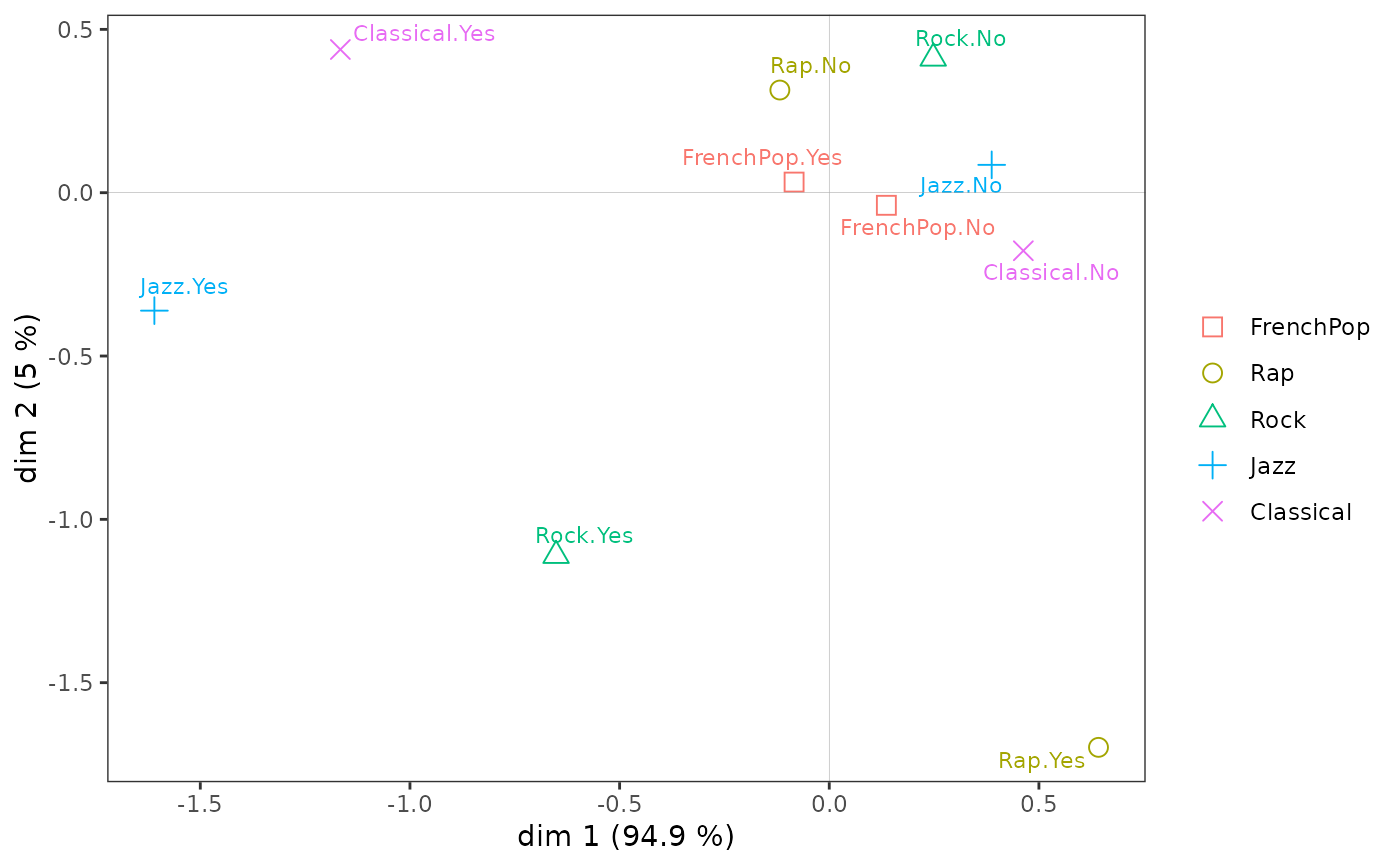 0.5
0.0
-0.5
-1.0
-1.5
dim 2 (5 %)
Classical.Yes
Rock.No
Rap.No
FrenchPop.Yes
Jazz.No
FrenchPop.No
Classical.No
Jazz.Yes
Rock.Yes
Rap.Yes
-1.5
-1.0
-0.5
0.0
0.5
dim 1 (94.9 %)
FrenchPop
Rap
Rock
Jazz
Classical